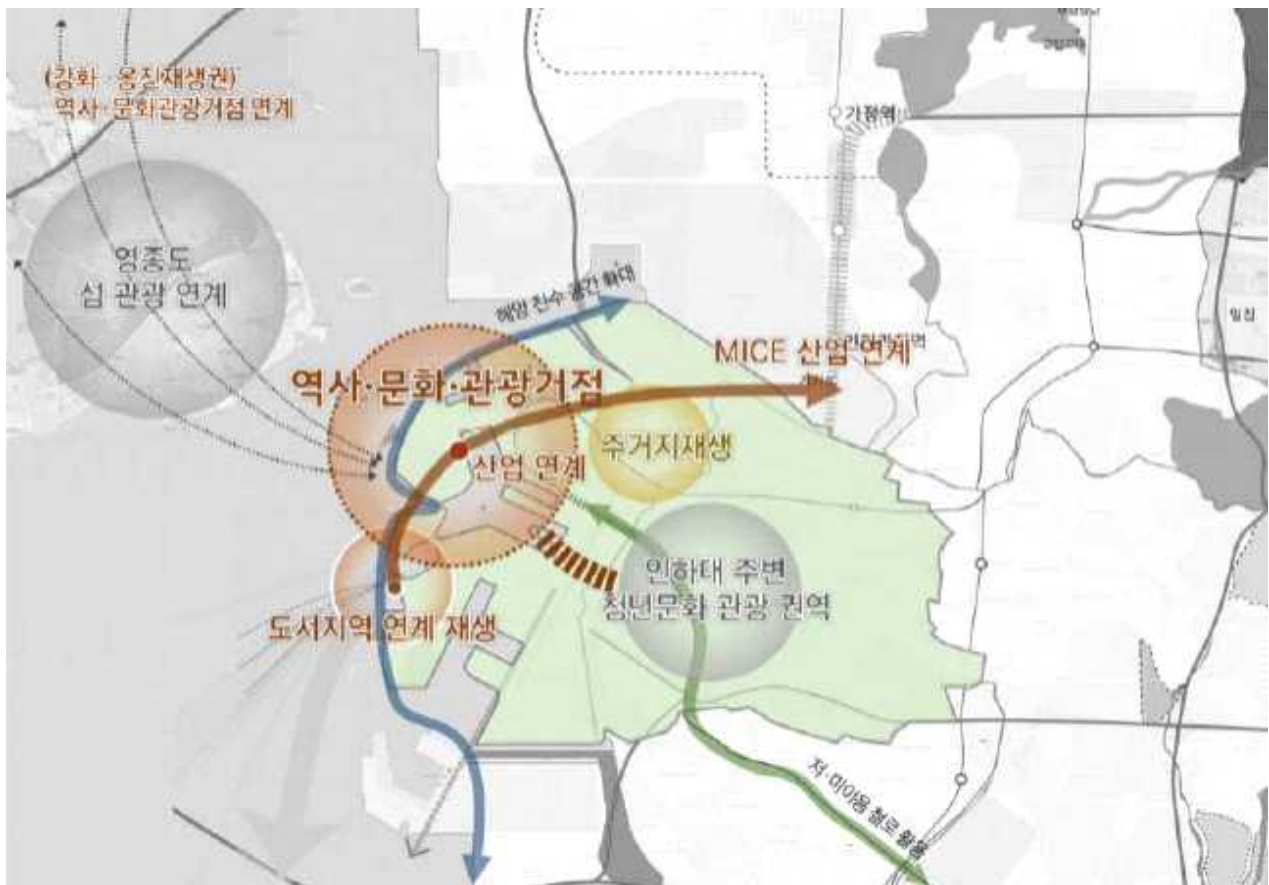 (강화·옹진재생권)
역사·문화관광거점 연계
가정역
영종도
섬 관광 연계
해양 친수 공간 확대
MICE 산업 연계
역사·문화·관광거점
주거지재생
산업 연계
인하대 주변
청년문화 관광 권역
도서지역 연계 재생
저·미이용 철로 활용